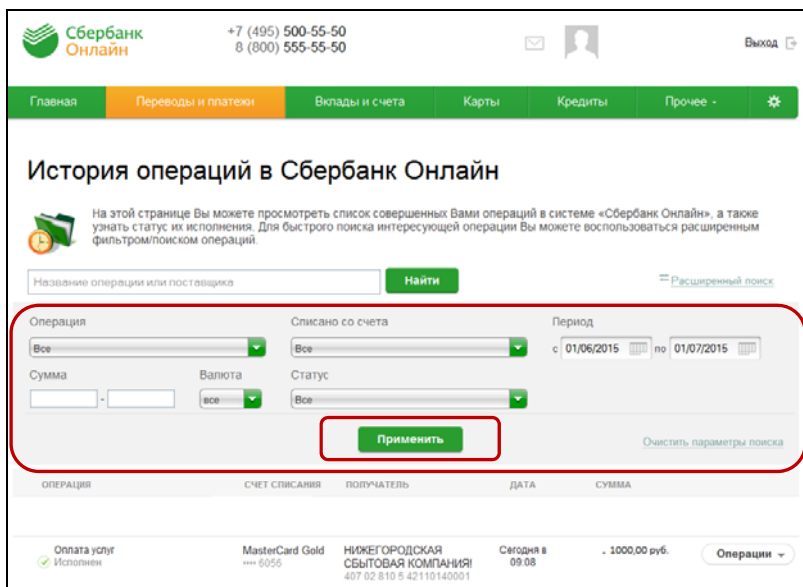 Сбербанк
Онлайн
+7 (495) 500-55-50
8 (800) 555-55-50
Выход
Главная Переводы и платежи Вклады и счета Карты Кредиты Прочее
История операций в Сбербанк Онлайн
На этой странице Вы можете просмотреть список совершенных Вами операций в системе «Сбербанк Онлайн», а также
узнать статус их исполнения. Для быстрого поиска интересующей операции Вы можете воспользоваться расширенным
фильтром/поиском операций.
Название операции или поставщика Найти Расширенный поиск
Операция Списано со счета Период
Все Все с 01/06/2015 по 01/07/2015
Сумма Валюта Статус
- все Все
Применить Очистить параметры поиска
ОПЕРАЦИЯ СЧЕТ СПИСАНИЯ ПОЛУЧАТЕЛЬ ДАТА СУММА
Оплата услуг MasterCard Gold НИЖЕГОРОДСКАЯ Сегодня в - 1000,00 руб. Операции
Исполнен •••• 6056 СБЫТОВАЯ КОМПАНИЯ! 09:08
407 02 810 5 42110140001